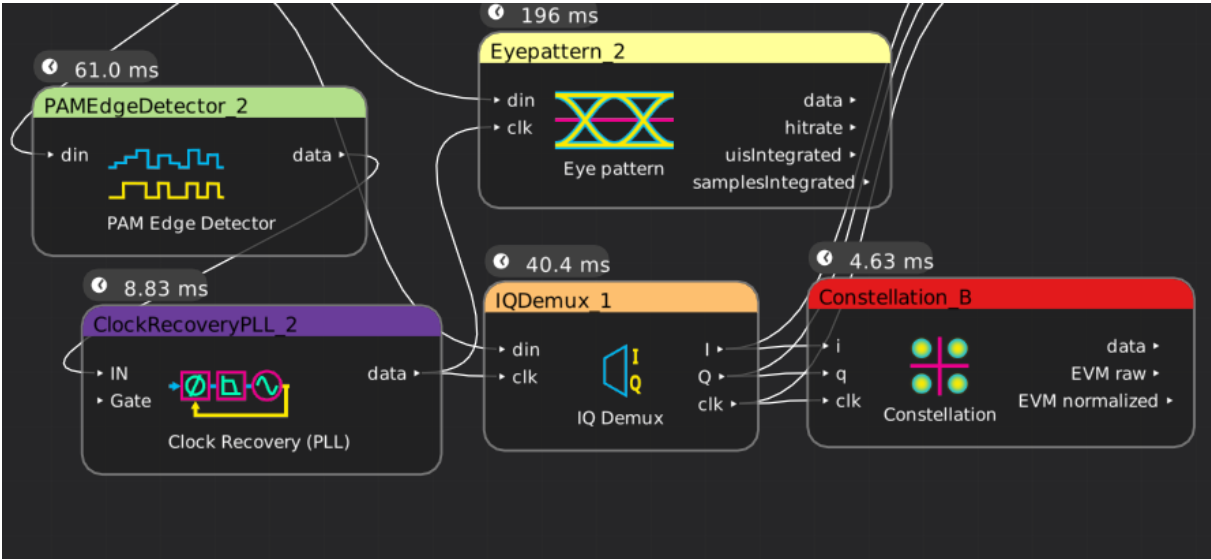 196 ms
Eyepattern_2
din
clk
data
hitrate
uisIntegrated
samplesIntegrated
Eye pattern
61.0 ms
PAMEdgeDetector_2
din
data
PAM Edge Detector
8.83 ms
ClockRecoveryPLL_2
IN
Gate
data
Clock Recovery (PLL)
40.4 ms
IQDemux_1
din
clk
I
Q
I
Q
clk
IQ Demux
4.63 ms
Constellation_B
i
q
clk
data
EVM raw
EVM normalized
Constellation